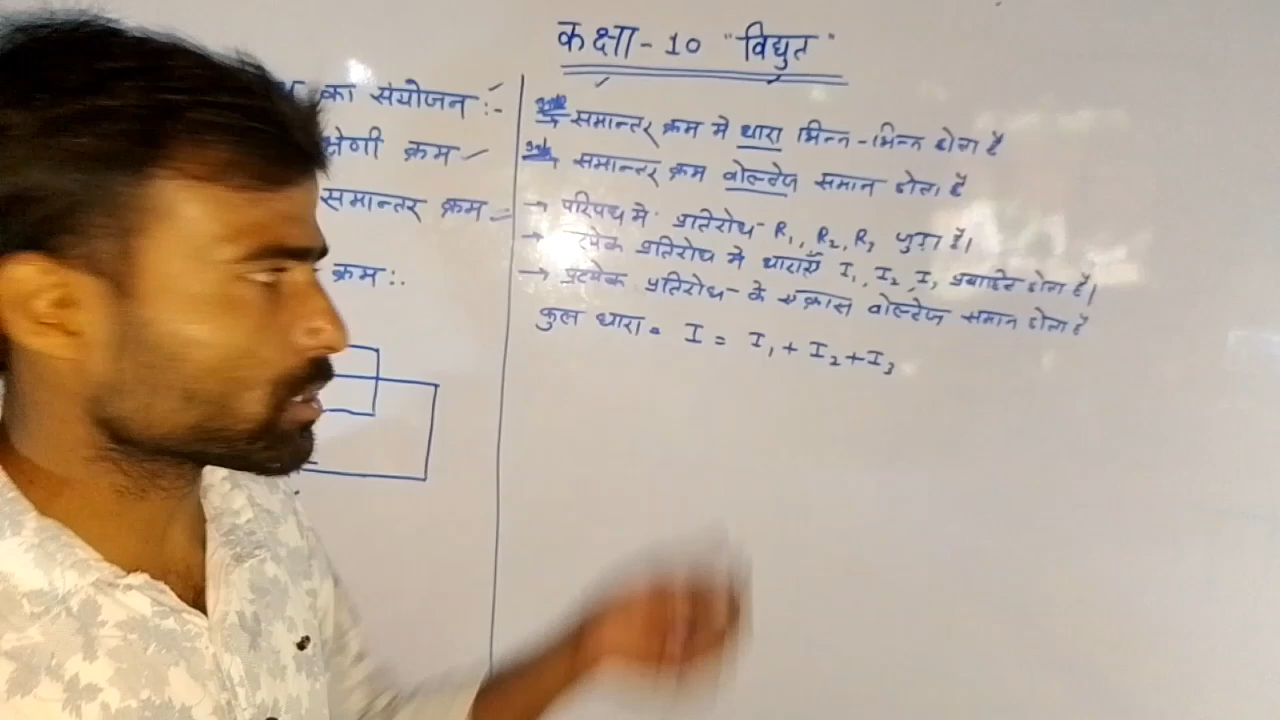 कक्षा - 10 "विद्युत"
का संयोजन :-
श्रेणी क्रम
समान्तर क्रम
क्रम :.
समान्तर क्रम मे धारा भिन्न - भिन्न होता है
समान्तर क्रम वोल्टेज समान होता है
→ परिपथ मे प्रतिरोध R₁, R₂, R₃ जुड़ा है।
→ प्रतिरोध मे धाराएँ I₁, I₂, I₃ प्रवाहित होता है।
→ प्रत्येक प्रतिरोध के एक्रास वोल्टेज समान होता है
कुल धारा = I = I₁ + I₂ + I₃